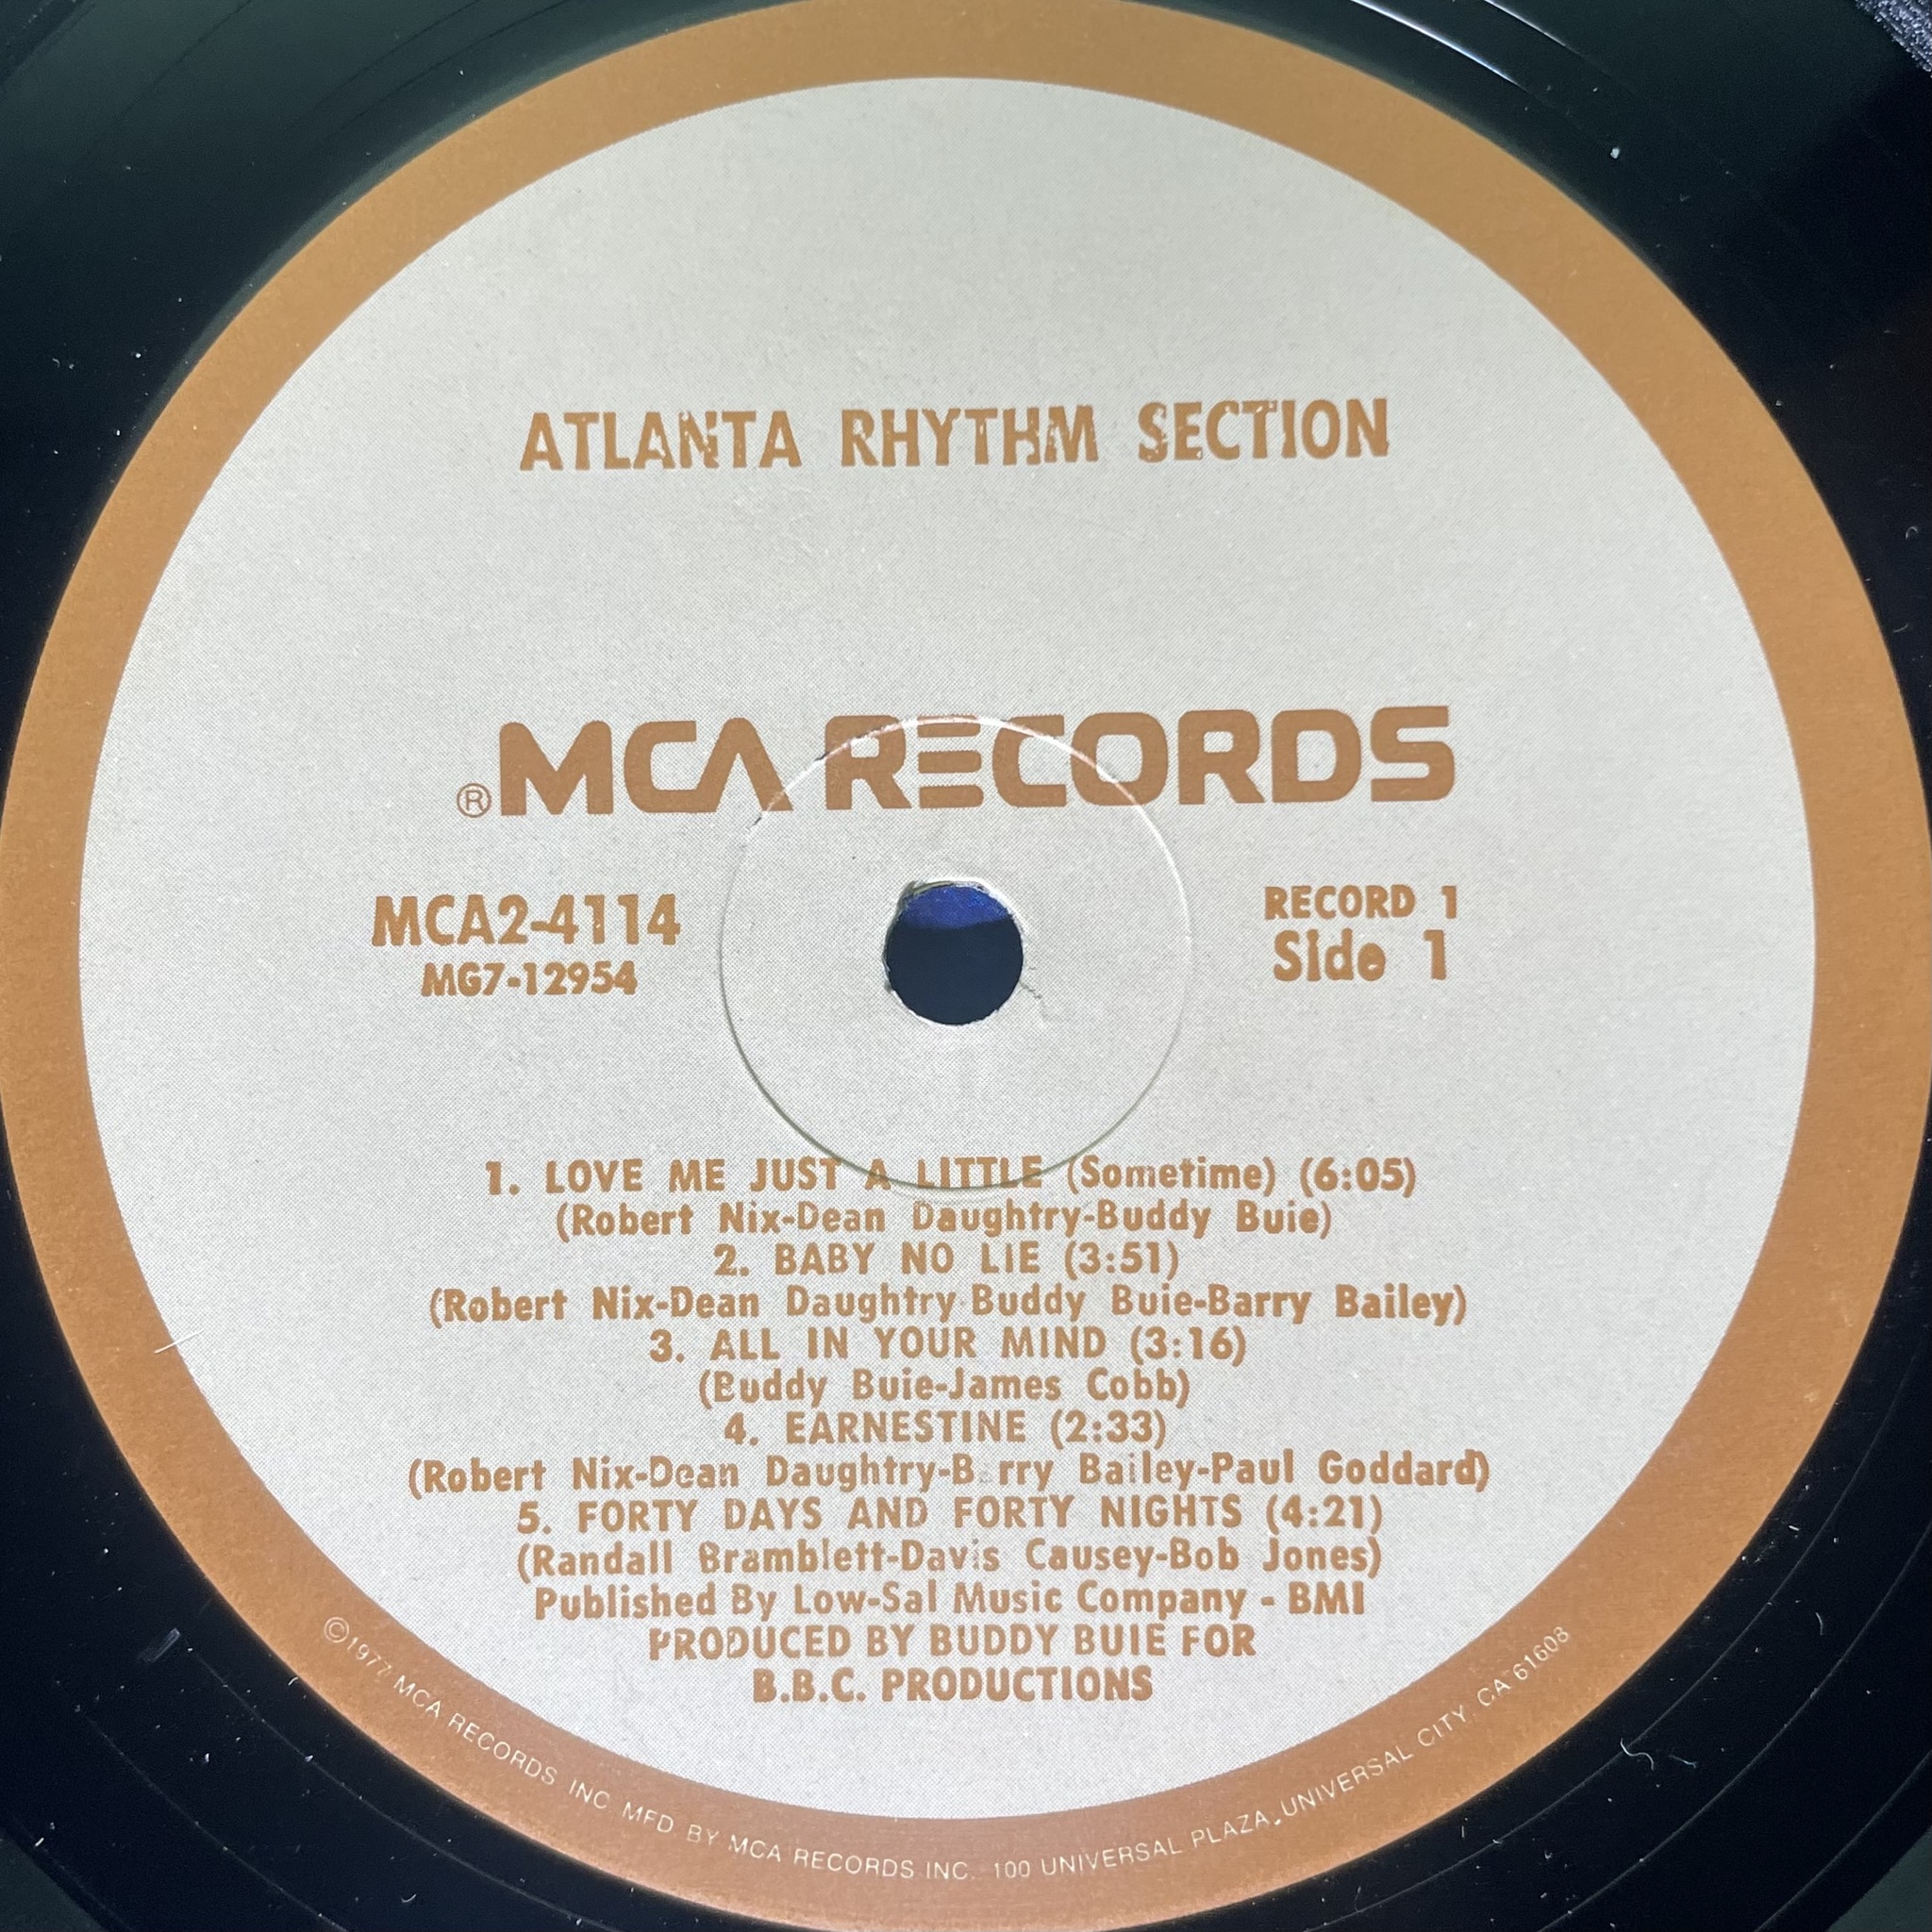 ATLANTA RHYTHM SECTION
®MCA RECORDS
MCA2-4114
MG7-12954
RECORD 1
Side 1
1. LOVE ME JUST A LITTLE (Sometime) (6:05)
(Robert Nix-Dean Daughtry-Buddy Buie)
2. BABY NO LIE (3:51)
(Robert Nix-Dean Daughtry-Buddy Buie-Barry Bailey)
3. ALL IN YOUR MIND (3:16)
(Buddy Buie-James Cobb)
4. EARNESTINE (2:33)
(Robert Nix-Dean Daughtry-Barry Bailey-Paul Goddard)
5. FORTY DAYS AND FORTY NIGHTS (4:21)
(Randall Bramblett-Davis Causey-Bob Jones)
Published By Low-Sal Music Company - BMI
PRODUCED BY BUDDY BUIE FOR
B.B.C. PRODUCTIONS
©1977 MCA RECORDS INC. MFD. BY MCA RECORDS INC. 100 UNIVERSAL PLAZA, UNIVERSAL CITY, CA 61608